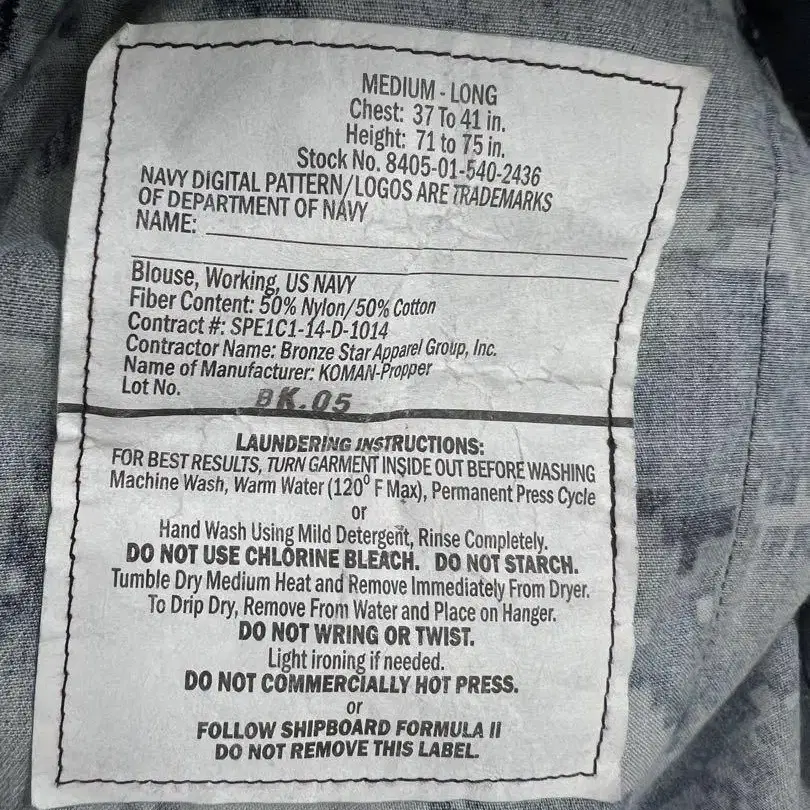 MEDIUM - LONG
Chest: 37 To 41 in.
Height: 71 to 75 in.
Stock No. 8405-01-540-2436
NAVY DIGITAL PATTERN/LOGOS ARE TRADEMARKS
OF DEPARTMENT OF NAVY
NAME:
Blouse, Working, US NAVY
Fiber Content: 50% Nylon/50% Cotton
Contract #: SPE1C1-14-D-1014
Contractor Name: Bronze Star Apparel Group, Inc.
Name of Manufacturer: KOMAN-Propper
Lot No. BK.05
LAUNDERING INSTRUCTIONS:
FOR BEST RESULTS, TURN GARMENT INSIDE OUT BEFORE WASHING
Machine Wash, Warm Water (120° F Max), Permanent Press Cycle
or
Hand Wash Using Mild Detergent, Rinse Completely.
DO NOT USE CHLORINE BLEACH. DO NOT STARCH.
Tumble Dry Medium Heat and Remove Immediately From Dryer.
To Drip Dry, Remove From Water and Place on Hanger.
DO NOT WRING OR TWIST.
Light ironing if needed.
DO NOT COMMERCIALLY HOT PRESS.
or
FOLLOW SHIPBOARD FORMULA II
DO NOT REMOVE THIS LABEL.